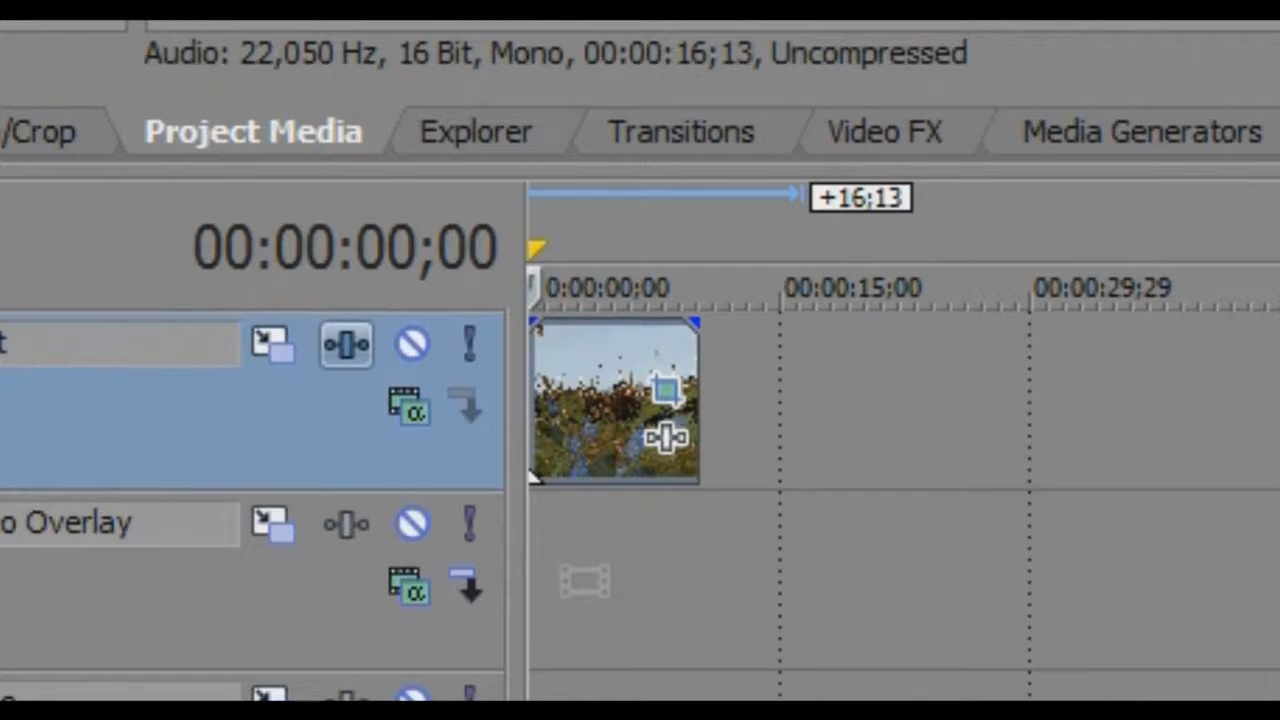 Audio: 22,050 Hz, 16 Bit, Mono, 00:00:16;13, Uncompressed
/Crop Project Media Explorer Transitions Video FX Media Generators
+16;13
00:00:00;00
0:00:00;00 00:00:15;00 00:00:29;29
t
o Overlay